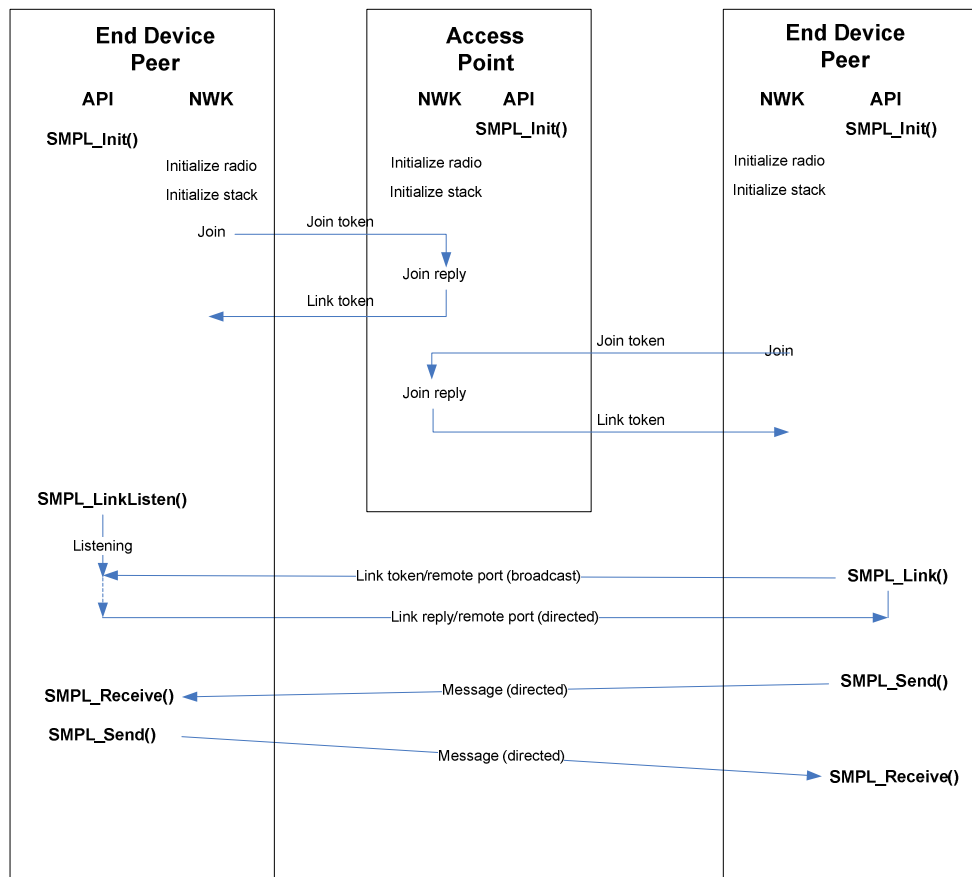 End Device
Peer
API
NWK
SMPL_Init()
Initialize radio
Initialize stack
Access
Point
NWK
API
SMPL_Init()
Initialize radio
Initialize stack
End Device
Peer
NWK
API
SMPL_Init()
Initialize radio
Initialize stack
Join
Join token
Join reply
Link token
Join token
Join
Join reply
Link token
SMPL_LinkListen()
Listening
Link token/remote port (broadcast)
SMPL_Link()
Link reply/remote port (directed)
SMPL_Receive()
Message (directed)
SMPL_Send()
SMPL_Send()
Message (directed)
SMPL_Receive()